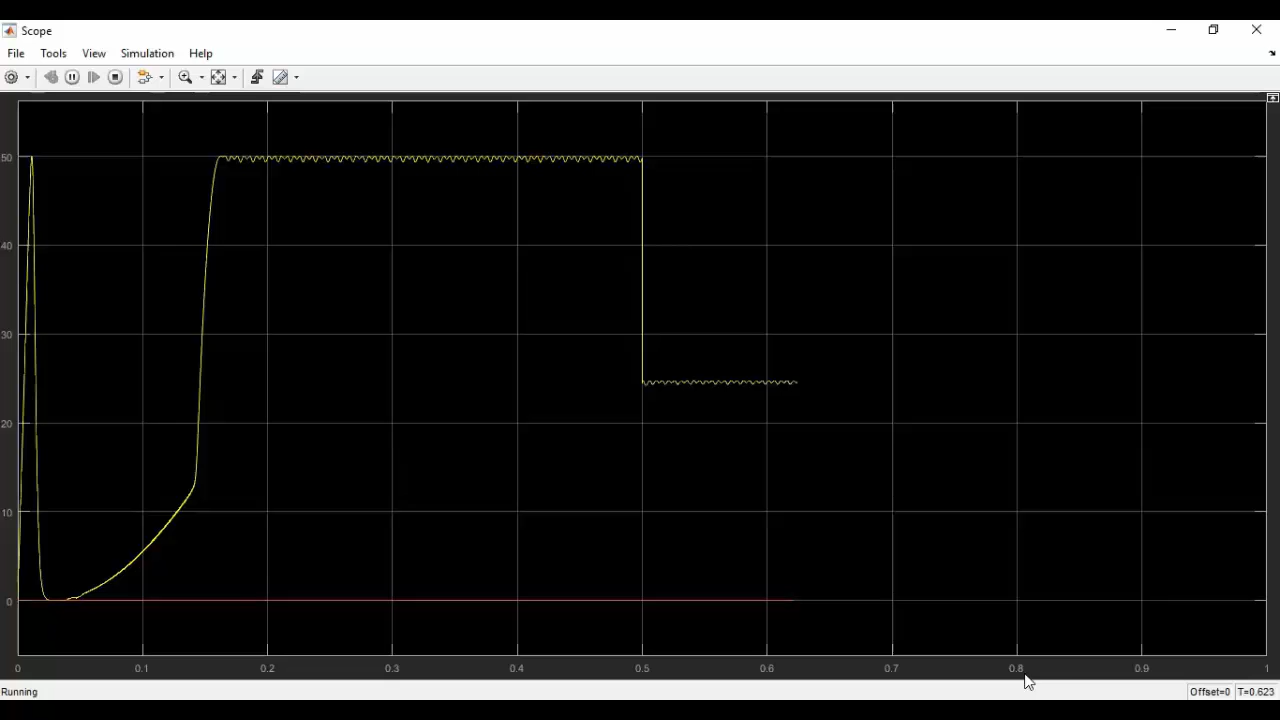 Scope
File Tools View Simulation Help
50
40
30
20
10
0
0 0.1 0.2 0.3 0.4 0.5 0.6 0.7 0.8 0.9 1
Running Offset=0 T=0.623